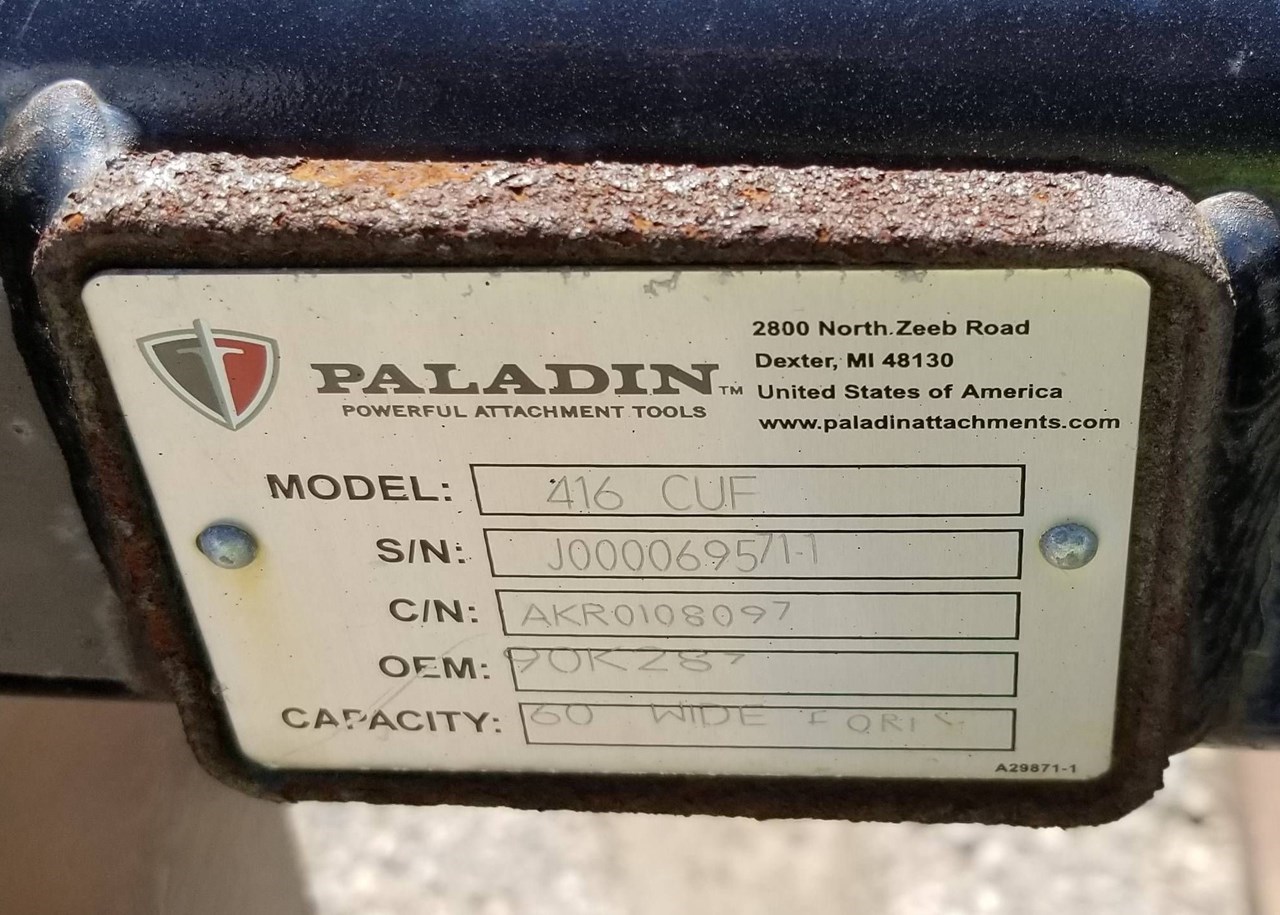 PALADIN™
POWERFUL ATTACHMENT TOOLS
2800 North Zeeb Road
Dexter, MI 48130
United States of America
www.paladinattachments.com
MODEL: 416 CUF
S/N: J000069571-1
C/N: AKR0108097
OEM:
CAPACITY: 60 WIDE
A29871-1